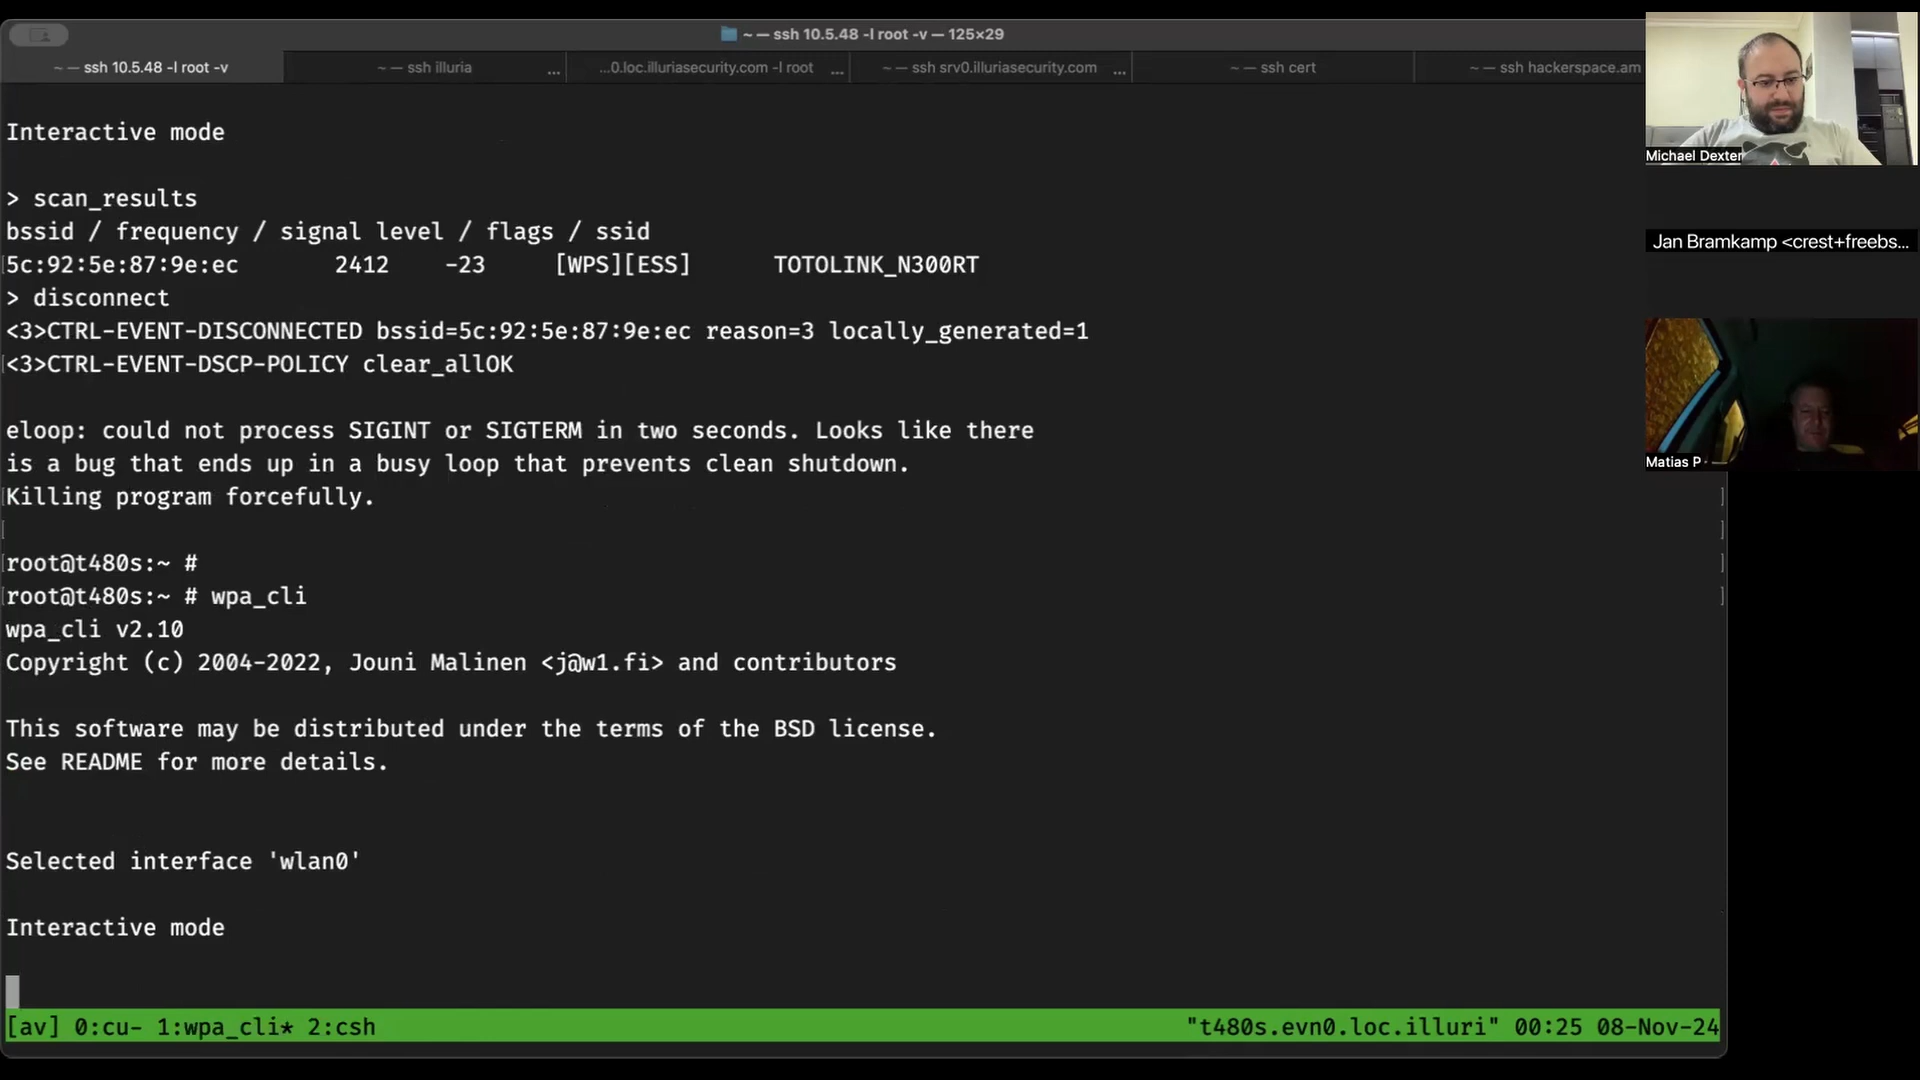 ~ — ssh 10.5.48 -l root -v — 125×29
~ — ssh 10.5.48 -l root -v
~ — ssh illuria ...
...0.loc.illuriasecurity.com -l root ...
~ — ssh srv0.illuriasecurity.com ...
~ — ssh cert
~ — ssh hackerspace.am
Interactive mode
> scan_results
bssid / frequency / signal level / flags / ssid
5c:92:5e:87:9e:ec 2412 -23 [WPS][ESS] TOTOLINK_N300RT
> disconnect
<3>CTRL-EVENT-DISCONNECTED bssid=5c:92:5e:87:9e:ec reason=3 locally_generated=1
<3>CTRL-EVENT-DSCP-POLICY clear_allOK
eloop: could not process SIGINT or SIGTERM in two seconds. Looks like there
is a bug that ends up in a busy loop that prevents clean shutdown.
Killing program forcefully.
root@t480s:~ #
root@t480s:~ # wpa_cli
wpa_cli v2.10
Copyright (c) 2004-2022, Jouni Malinen <j@w1.fi> and contributors
This software may be distributed under the terms of the BSD license.
See README for more details.
Selected interface 'wlan0'
Interactive mode
[av] 0:cu- 1:wpa_cli* 2:csh "t480s.evn0.loc.illuri" 00:25 08-Nov-24
Michael Dexter
Jan Bramkamp <crest+freebs...
Matias P